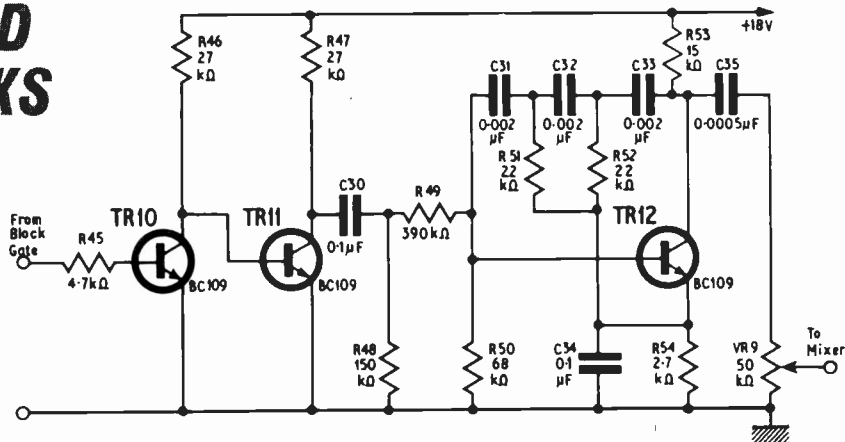 D
KS
+18V
R46
27
kΩ
R47
27
kΩ
R53
15
kΩ
C31
0·002
µF
C32
0·002
µF
C33
0·002
µF
C35
0·0005µF
R51
22
kΩ
R52
22
kΩ
From
Block
Gate
R45
4·7kΩ
TR10
BC109
TR11
BC109
C30
0·1µF
R49
390kΩ
TR12
BC109
R48
150
kΩ
R50
68
kΩ
C34
0·1
µF
R54
2·7
kΩ
VR9
50
kΩ
To
Mixer